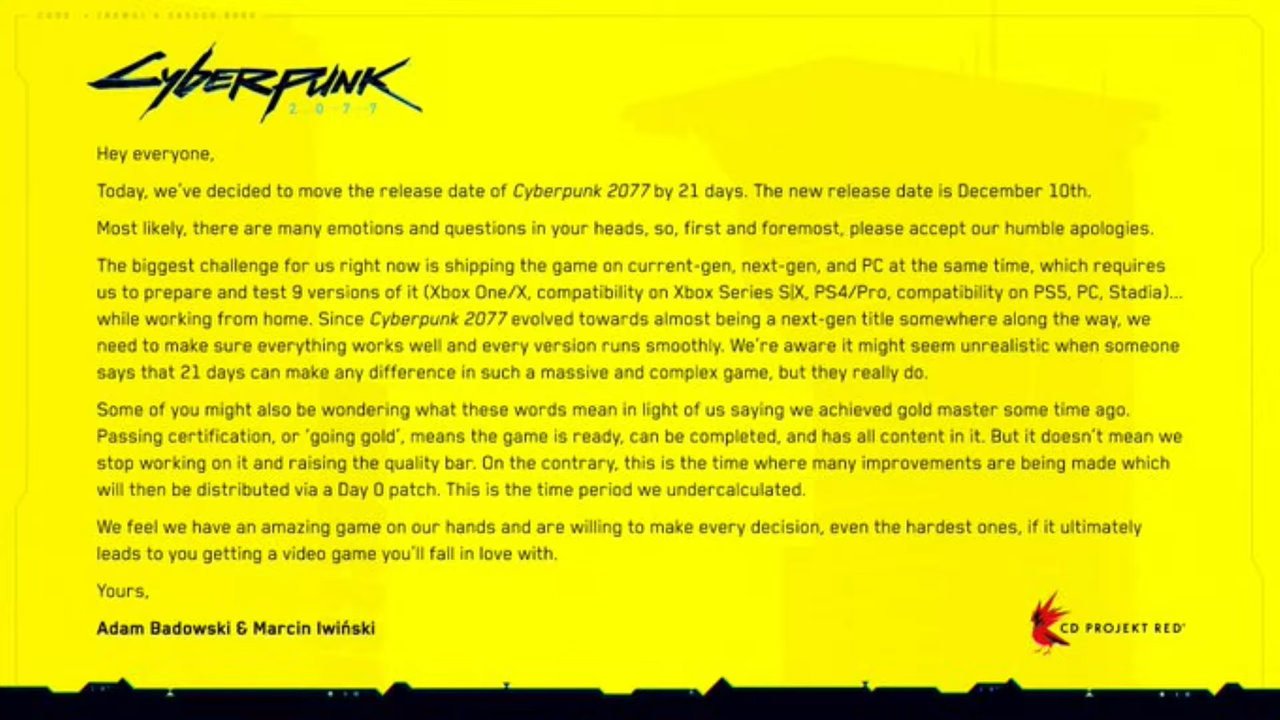 CYBERPUNK
2077
Hey everyone,
Today, we've decided to move the release date of Cyberpunk 2077 by 21 days. The new release date is December 10th.
Most likely, there are many emotions and questions in your heads, so, first and foremost, please accept our humble apologies.
The biggest challenge for us right now is shipping the game on current-gen, next-gen, and PC at the same time, which requires
us to prepare and test 9 versions of it (Xbox One/X, compatibility on Xbox Series S|X, PS4/Pro, compatibility on PS5, PC, Stadia)...
while working from home. Since Cyberpunk 2077 evolved towards almost being a next-gen title somewhere along the way, we
need to make sure everything works well and every version runs smoothly. We're aware it might seem unrealistic when someone
says that 21 days can make any difference in such a massive and complex game, but they really do.
Some of you might also be wondering what these words mean in light of us saying we achieved gold master some time ago.
Passing certification, or 'going gold', means the game is ready, can be completed, and has all content in it. But it doesn't mean we
stop working on it and raising the quality bar. On the contrary, this is the time where many improvements are being made which
will then be distributed via a Day 0 patch. This is the time period we undercalculated.
We feel we have an amazing game on our hands and are willing to make every decision, even the hardest ones, if it ultimately
leads to you getting a video game you'll fall in love with.
Yours,
Adam Badowski & Marcin Iwiński
CD PROJEKT RED®